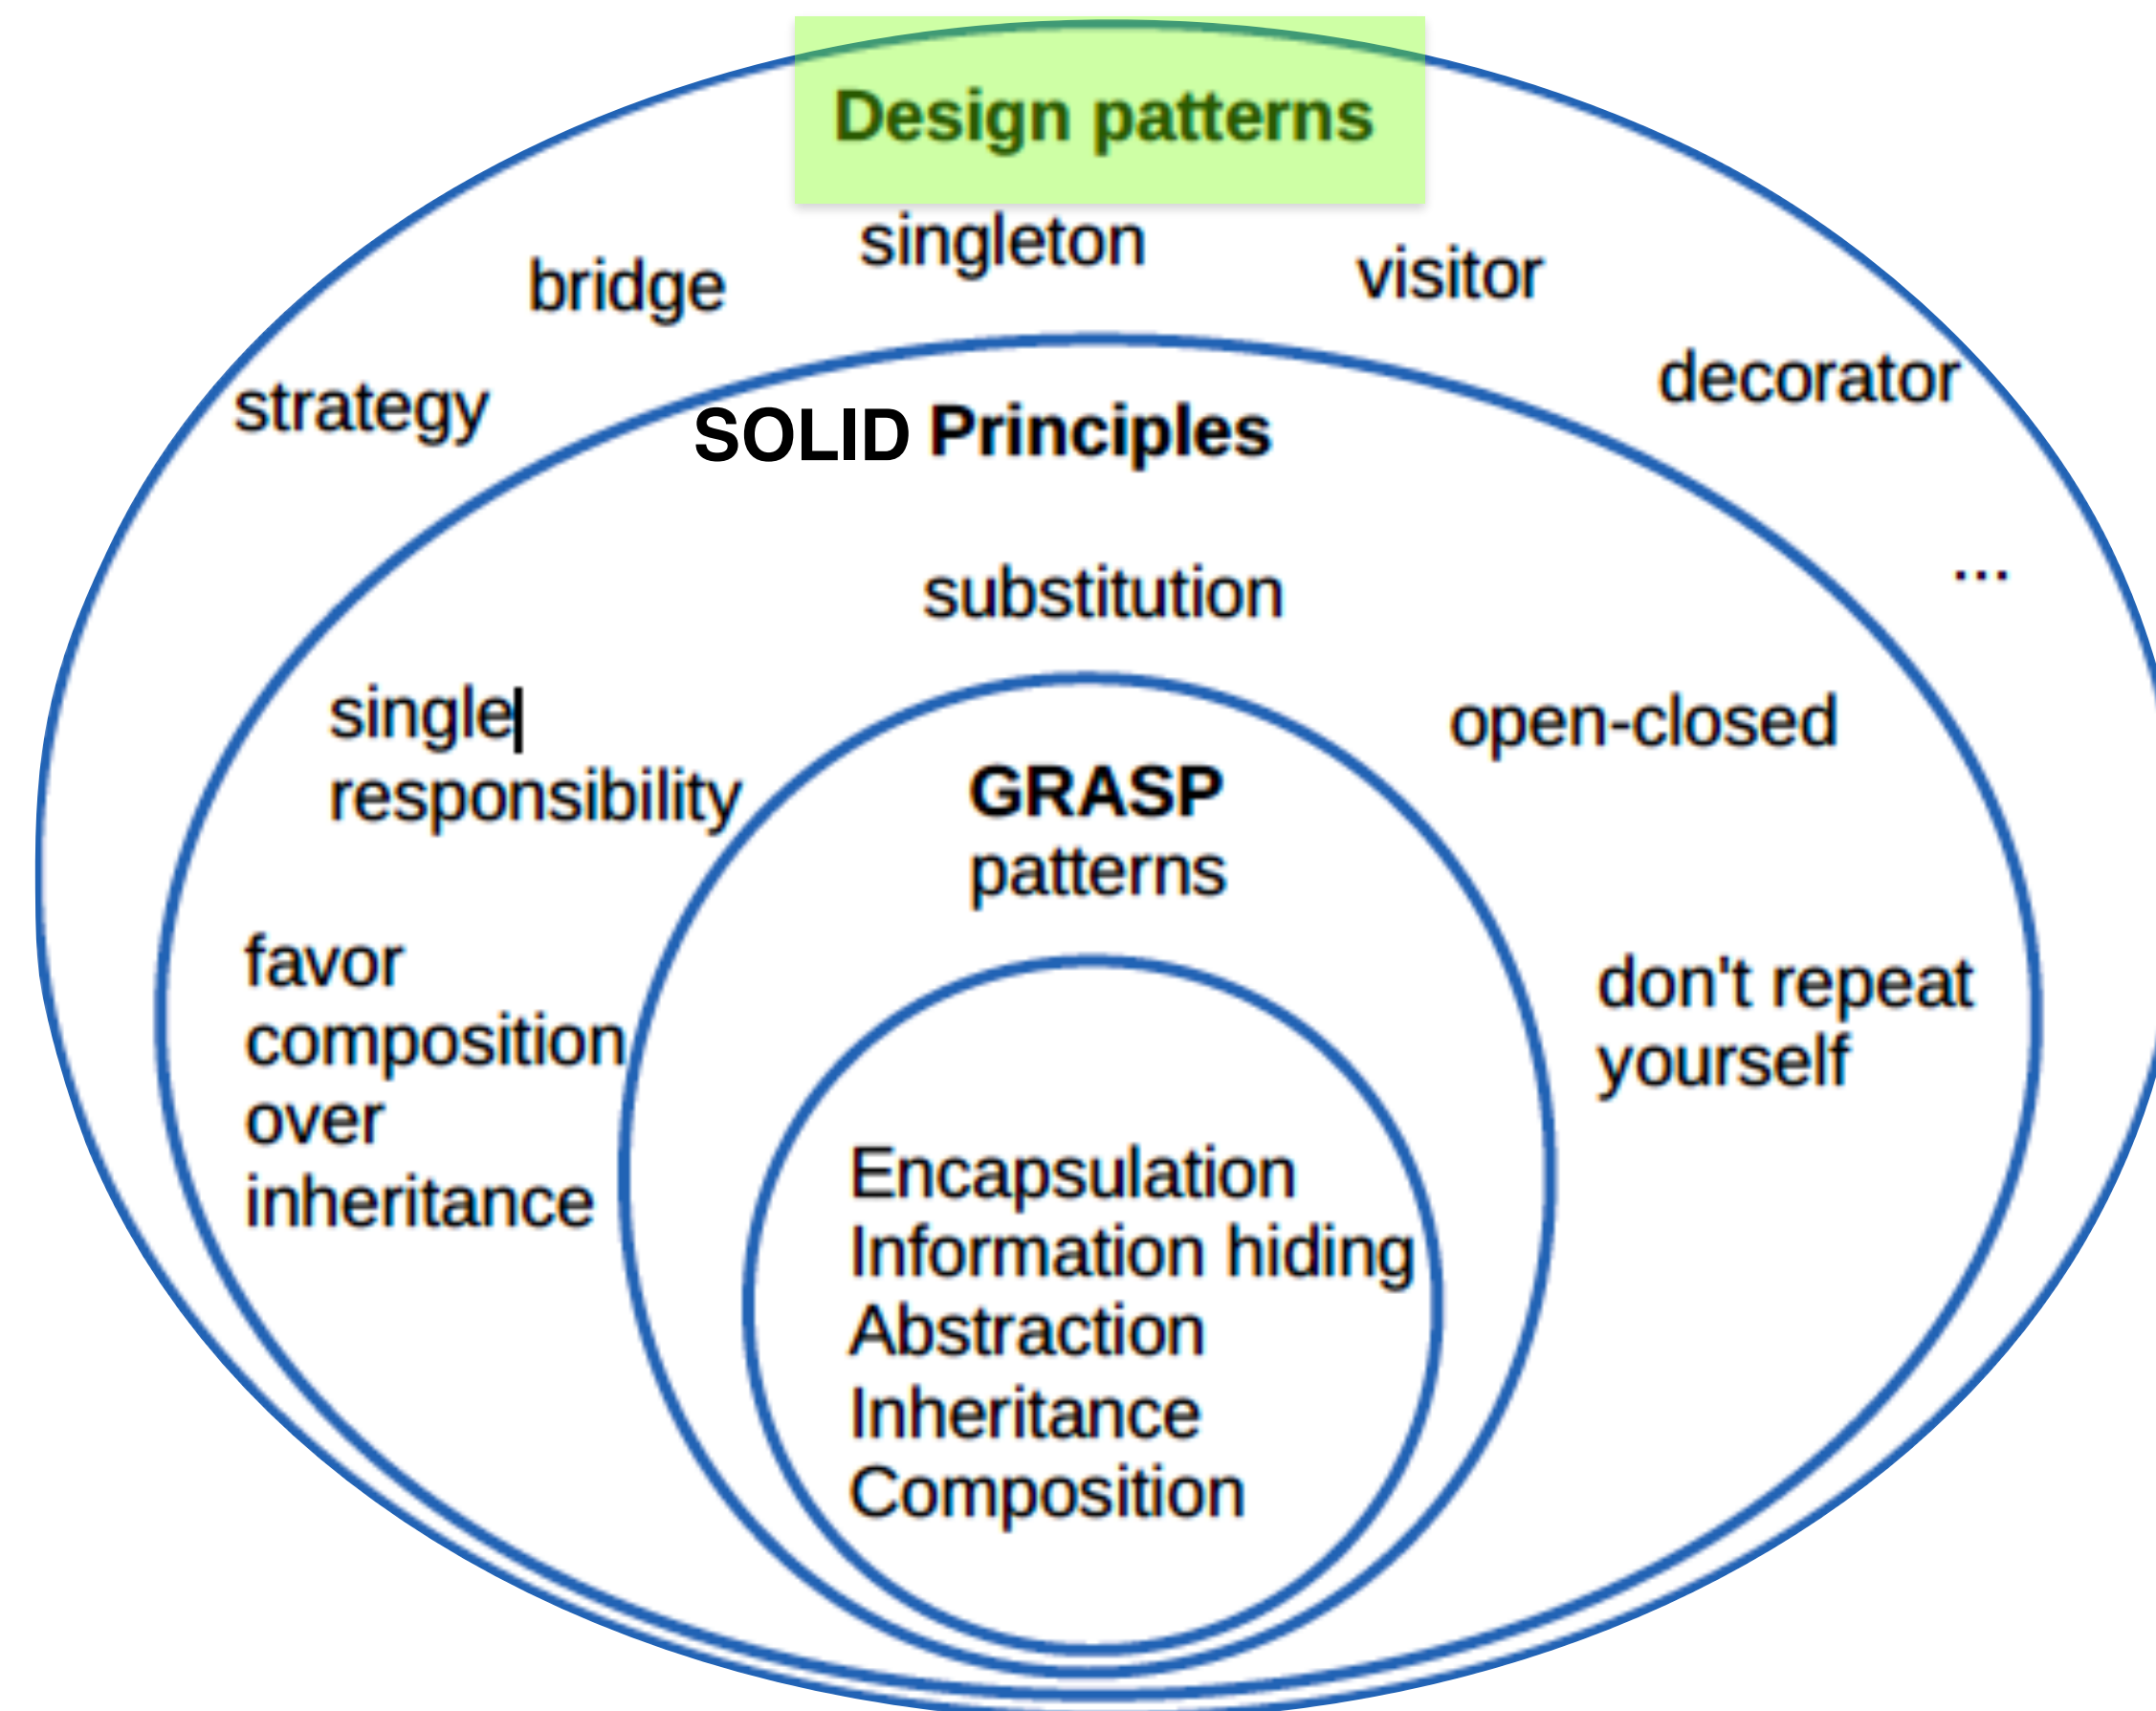 Design patterns
singleton
bridge
visitor
strategy
decorator
SOLID Principles
...
substitution
single
responsibility
open-closed
GRASP
patterns
favor
composition
over
inheritance
don't repeat
yourself
Encapsulation
Information hiding
Abstraction
Inheritance
Composition